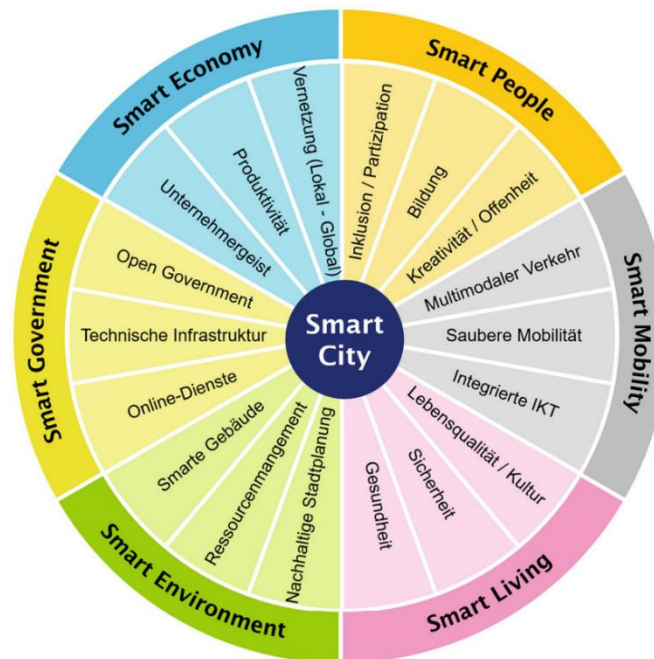 Smart Economy
Unternehmergeist
Produktivität
Vernetzung (Lokal - Global)
Smart People
Inklusion / Partizipation
Bildung
Kreativität / Offenheit
Smart Mobility
Multimodaler Verkehr
Saubere Mobilität
Integrierte IKT
Smart Living
Lebensqualität / Kultur
Sicherheit
Gesundheit
Smart Environment
Nachhaltige Stadtplanung
Ressourcenmangement
Smarte Gebäude
Smart Government
Online-Dienste
Technische Infrastruktur
Open Government
Smart
City